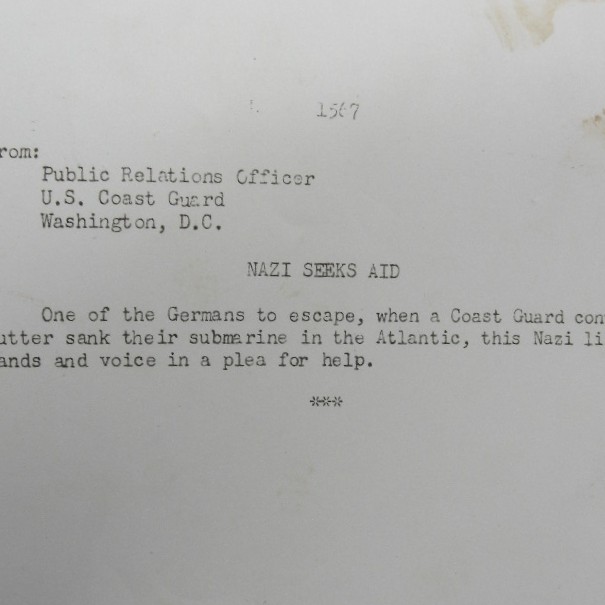 1567
rom:
Public Relations Officer
U.S. Coast Guard
Washington, D.C.
NAZI SEEKS AID
One of the Germans to escape, when a Coast Guard con
utter sank their submarine in the Atlantic, this Nazi li
ands and voice in a plea for help.
***